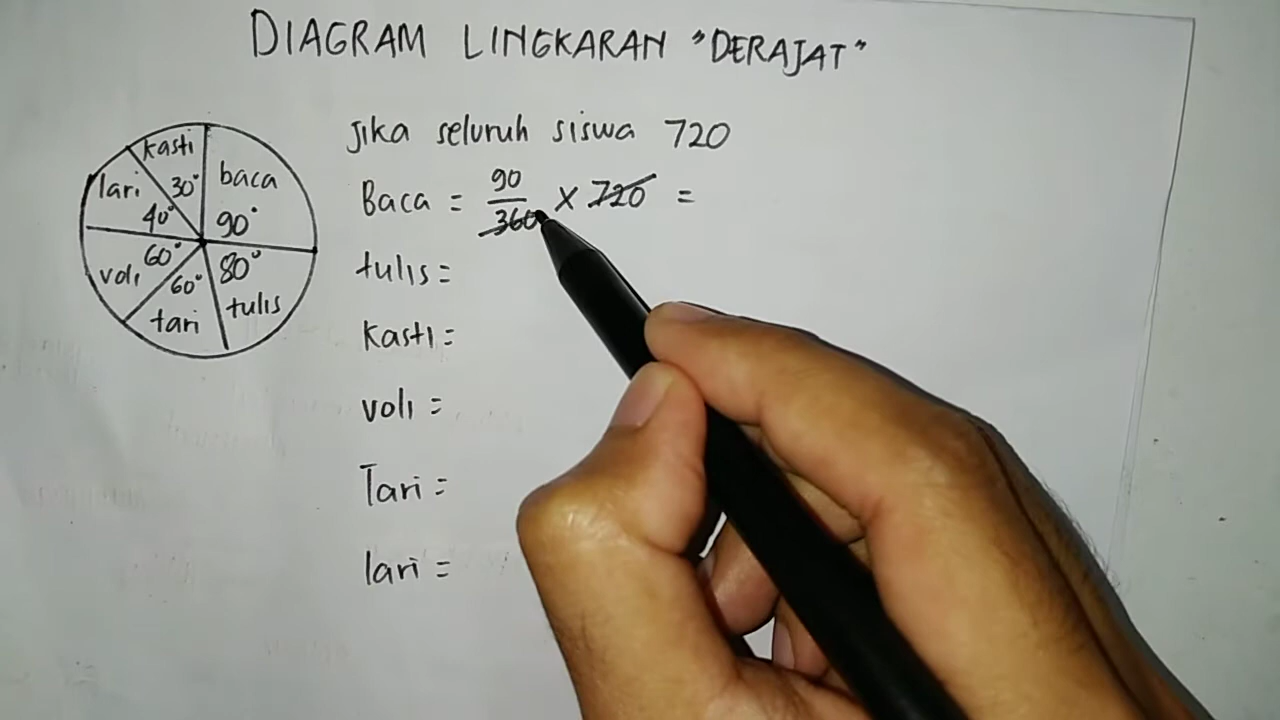 DIAGRAM LINGKARAN "DERAJAT"
Jika seluruh siswa 720
kasti
30°
baca
90°
lari
40°
voli
60°
tari
60°
80°
tulis
Baca = 90/360 x 720 =
tulis =
Kasti =
voli =
Tari =
lari =